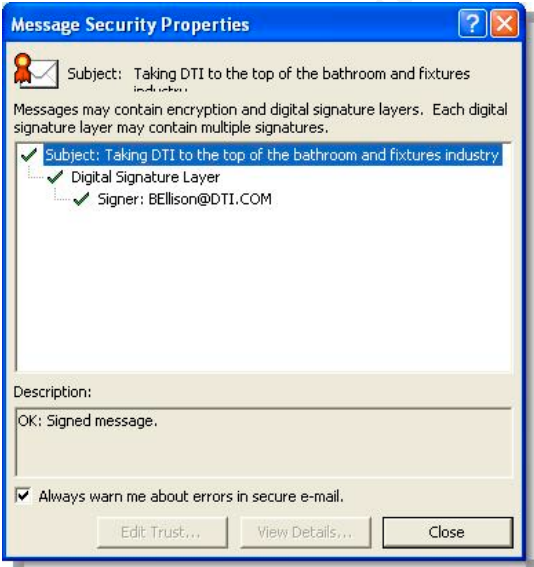 Message Security Properties
Subject: Taking DTI to the top of the bathroom and fixtures
industry
Messages may contain encryption and digital signature layers. Each digital
signature layer may contain multiple signatures.
Subject: Taking DTI to the top of the bathroom and fixtures industry
Digital Signature Layer
Signer: BEllison@DTI.COM
Description:
OK: Signed message.
Always warn me about errors in secure e-mail.
Edit Trust... View Details... Close